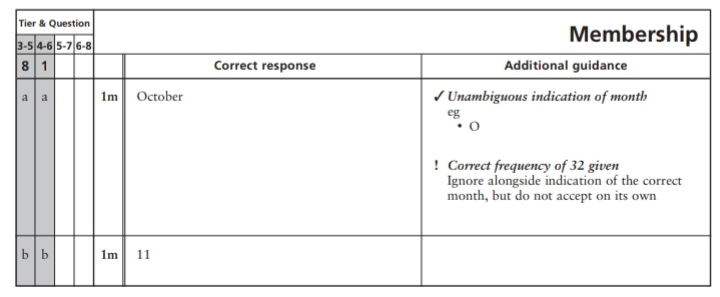 Tier & Question
Membership
3-5 4-6 5-7 6-8
8 1
Correct response
Additional guidance
a a 1m October
✓ Unambiguous indication of month
eg
• O
! Correct frequency of 32 given
Ignore alongside indication of the correct
month, but do not accept on its own
b b 1m 11